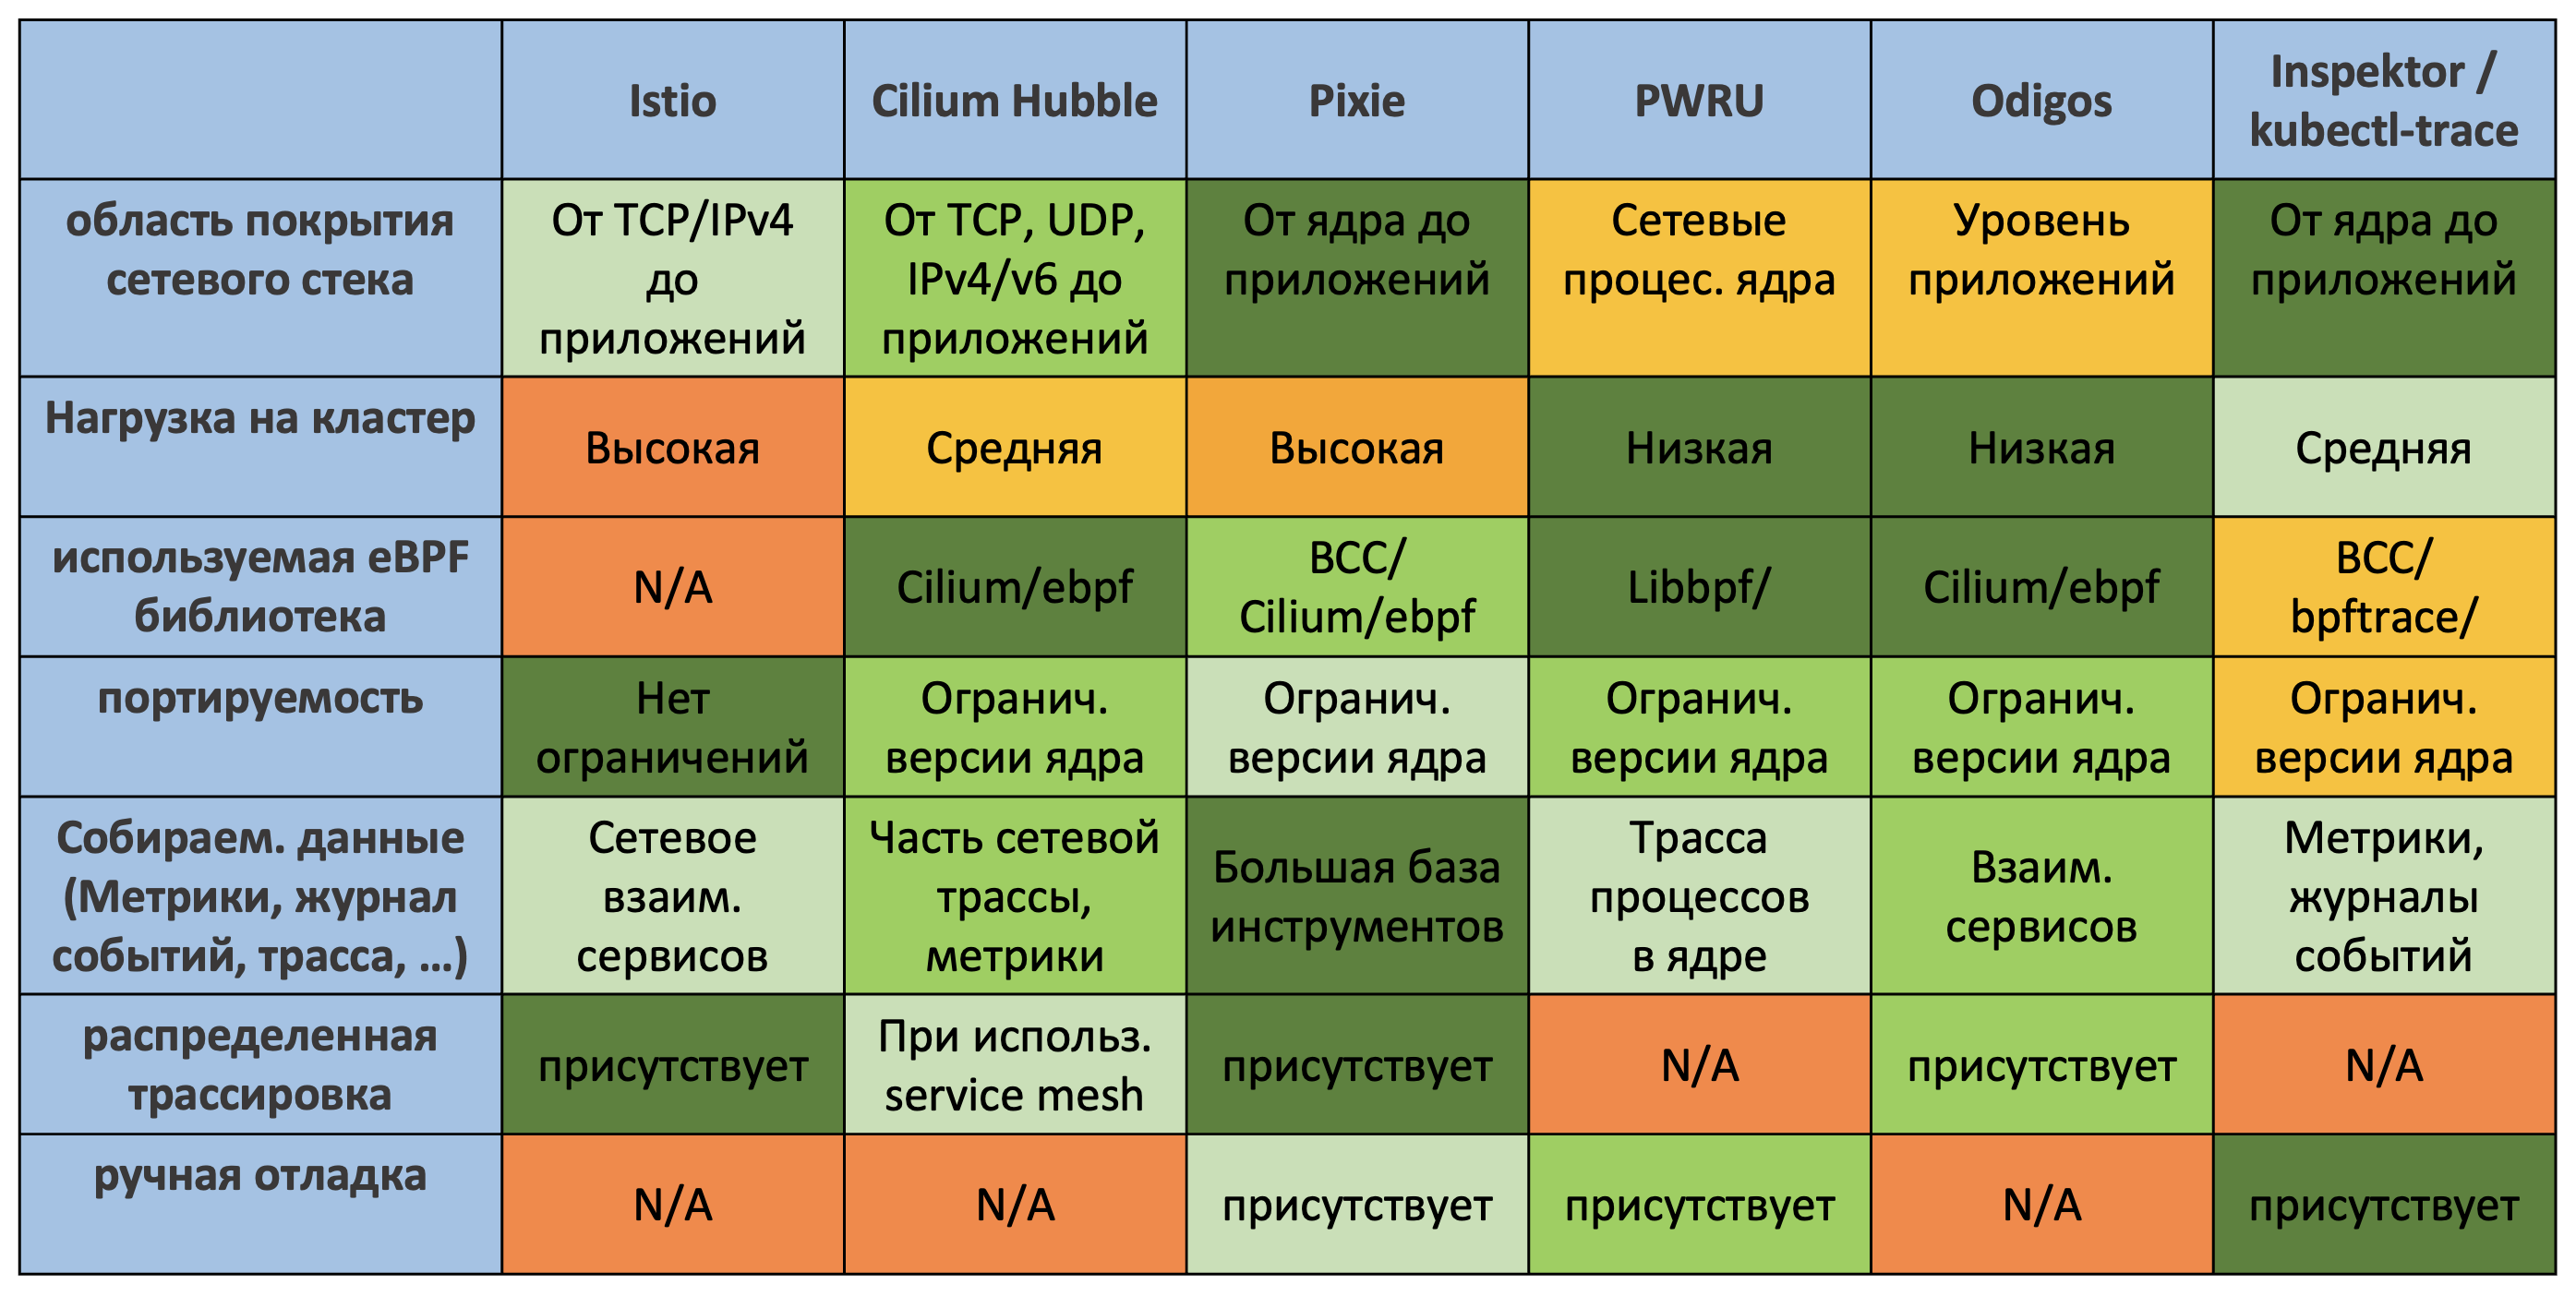 Istio
Cilium Hubble
Pixie
PWRU
Odigos
Inspektor /
kubectl-trace
область покрытия
сетевого стека
От TCP/IPv4
до
приложений
От TCP, UDP,
IPv4/v6 до
приложений
От ядра до
приложений
Сетевые
процес. ядра
Уровень
приложений
От ядра до
приложений
Нагрузка на кластер
Высокая
Средняя
Высокая
Низкая
Низкая
Средняя
используемая eBPF
библиотека
N/A
Cilium/ebpf
BCC/
Cilium/ebpf
Libbpf/
Cilium/ebpf
BCC/
bpftrace/
портируемость
Нет
ограничений
Огранич.
версии ядра
Огранич.
версии ядра
Огранич.
версии ядра
Огранич.
версии ядра
Огранич.
версии ядра
Собираем. данные
(Метрики, журнал
событий, трасса, ...)
Сетевое
взаим.
сервисов
Часть сетевой
трассы,
метрики
Большая база
инструментов
Трасса
процессов
в ядре
Взаим.
сервисов
Метрики,
журналы
событий
распределенная
трассировка
присутствует
При использ.
service mesh
присутствует
N/A
присутствует
N/A
ручная отладка
N/A
N/A
присутствует
присутствует
N/A
присутствует